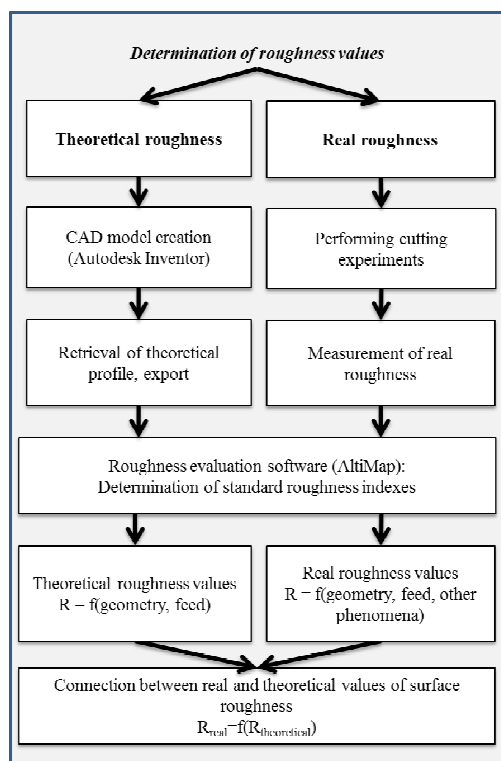 Determination of roughness values
Theoretical roughness
Real roughness
CAD model creation
(Autodesk Inventor)
Performing cutting
experiments
Retrieval of theoretical
profile, export
Measurement of real
roughness
Roughness evaluation software (AltiMap):
Determination of standard roughness indexes
Theoretical roughness values
R = f(geometry, feed)
Real roughness values
R = f(geometry, feed, other
phenomena)
Connection between real and theoretical values of surface
roughness
Rreal=f(Rtheoretical)